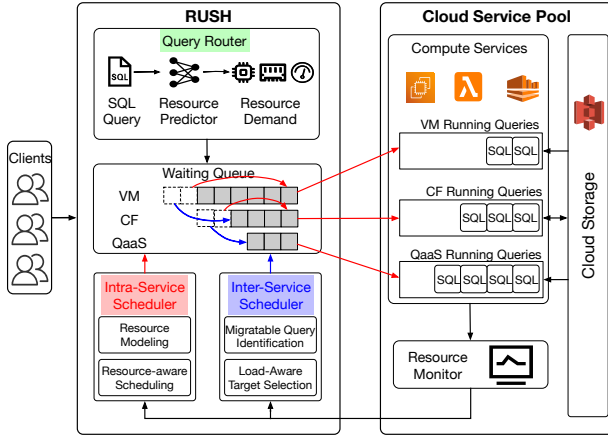 RUSH
Cloud Service Pool
Query Router
SQL
SQL
Query
Resource
Predictor
Resource
Demand
Clients
Waiting Queue
VM
CF
QaaS
Intra-Service
Scheduler
Resource
Modeling
Resource-aware
Scheduling
Inter-Service
Scheduler
Migratable Query
Identification
Load-Aware
Target Selection
Compute Services
VM Running Queries
SQL SQL
CF Running Queries
SQL SQL SQL
QaaS Running Queries
SQL SQL SQL SQL
Resource
Monitor
Cloud Storage